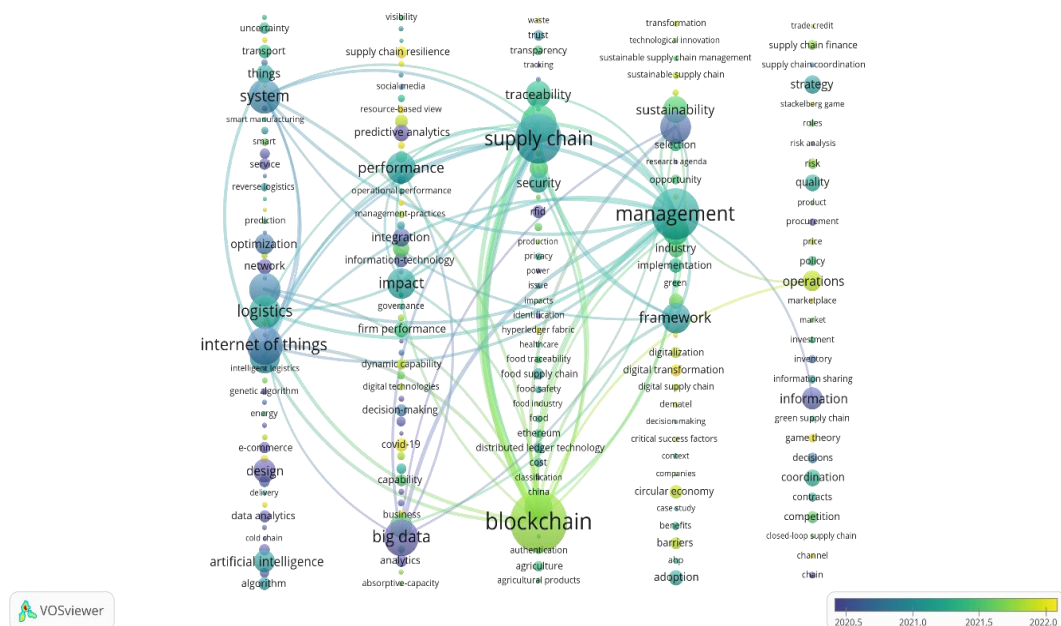 uncertainty
transport
things
system
smart manufacturing
smart
service
reverse logistics
prediction
optimization
network
logistics
internet of things
intelligent logistics
genetic algorithm
energy
e-commerce
design
delivery
data analytics
cold chain
artificial intelligence
algorithm
visibility
supply chain resilience
social media
resource-based view
predictive analytics
performance
operational performance
management-practices
integration
information-technology
impact
governance
firm performance
dynamic capability
digital technologies
decision-making
covid-19
capability
business
big data
analytics
absorptive-capacity
waste
trust
transparency
tracking
traceability
supply chain
security
rfid
production
privacy
power
issue
impacts
identification
hyperledger fabric
healthcare
food traceability
food supply chain
food safety
food industry
food
ethereum
distributed ledger technology
cost
classification
china
blockchain
authentication
agriculture
agricultural products
transformation
technological innovation
sustainable supply chain management
sustainable supply chain
sustainability
selection
research agenda
opportunity
management
industry
implementation
green
framework
digitalization
digital transformation
digital supply chain
dematel
decision making
critical success factors
context
companies
circular economy
case study
benefits
barriers
ahp
adoption
trade credit
supply chain finance
supply chain coordination
strategy
stackelberg game
roles
risk analysis
risk
quality
product
procurement
price
policy
operations
marketplace
market
investment
inventory
information sharing
information
green supply chain
game theory
decisions
coordination
contracts
competition
closed-loop supply chain
channel
chain
VOSviewer
2020.5 2021.0 2021.5 2022.0